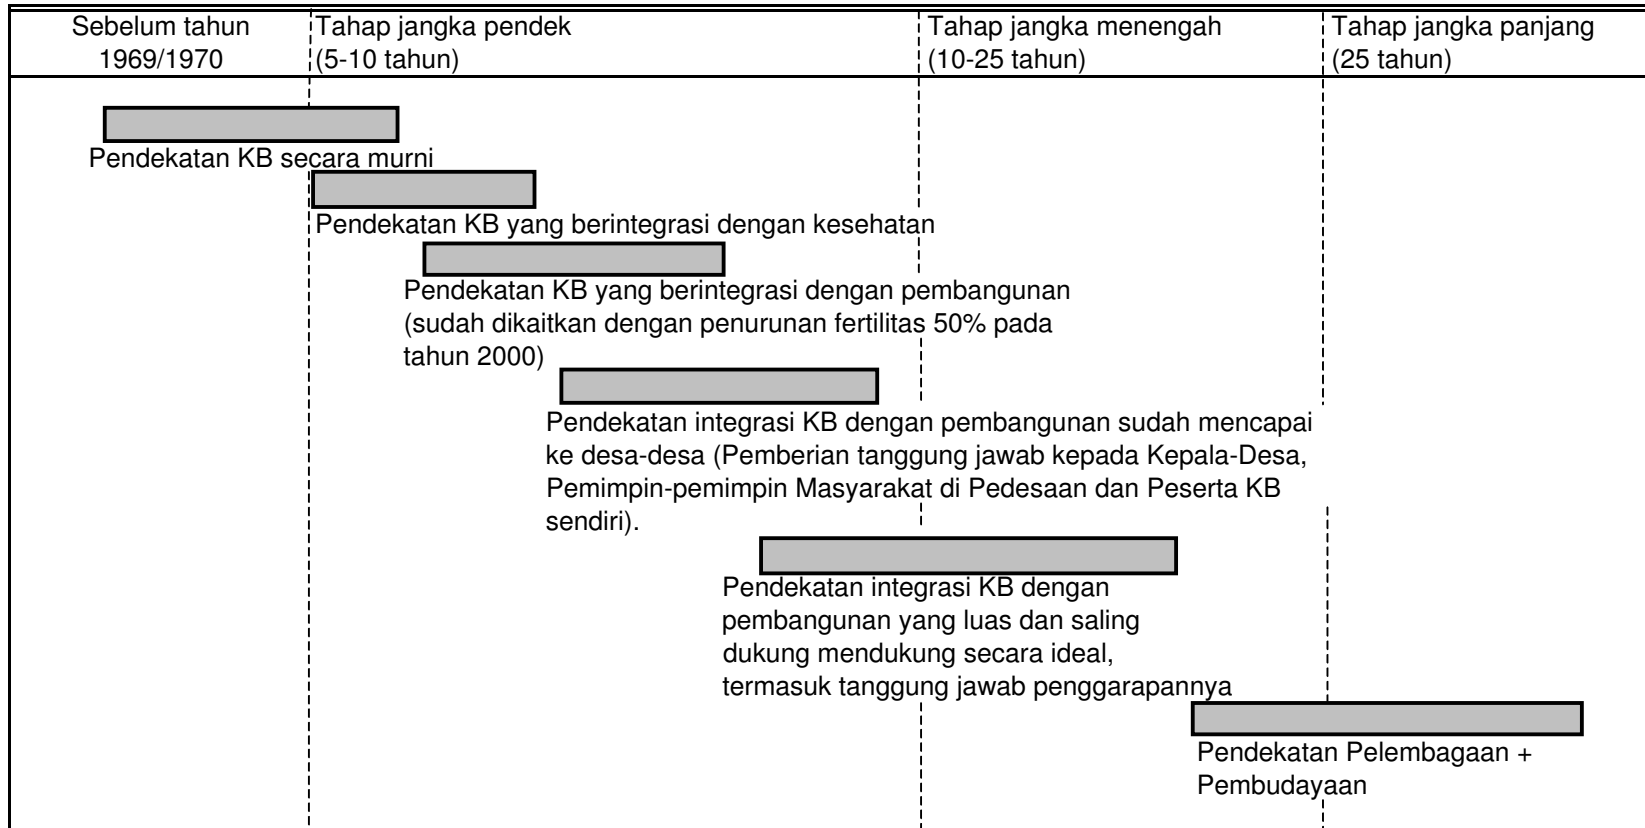 Sebelum tahun
1969/1970
Tahap jangka pendek
(5-10 tahun)
Tahap jangka menengah
(10-25 tahun)
Tahap jangka panjang
(25 tahun)
Pendekatan KB secara murni
Pendekatan KB yang berintegrasi dengan kesehatan
Pendekatan KB yang berintegrasi dengan pembangunan
(sudah dikaitkan dengan penurunan fertilitas 50% pada
tahun 2000)
Pendekatan integrasi KB dengan pembangunan sudah mencapai
ke desa-desa (Pemberian tanggung jawab kepada Kepala-Desa,
Pemimpin-pemimpin Masyarakat di Pedesaan dan Peserta KB
sendiri).
Pendekatan integrasi KB dengan
pembangunan yang luas dan saling
dukung mendukung secara ideal,
termasuk tanggung jawab penggarapannya
Pendekatan Pelembagaan +
Pembudayaan